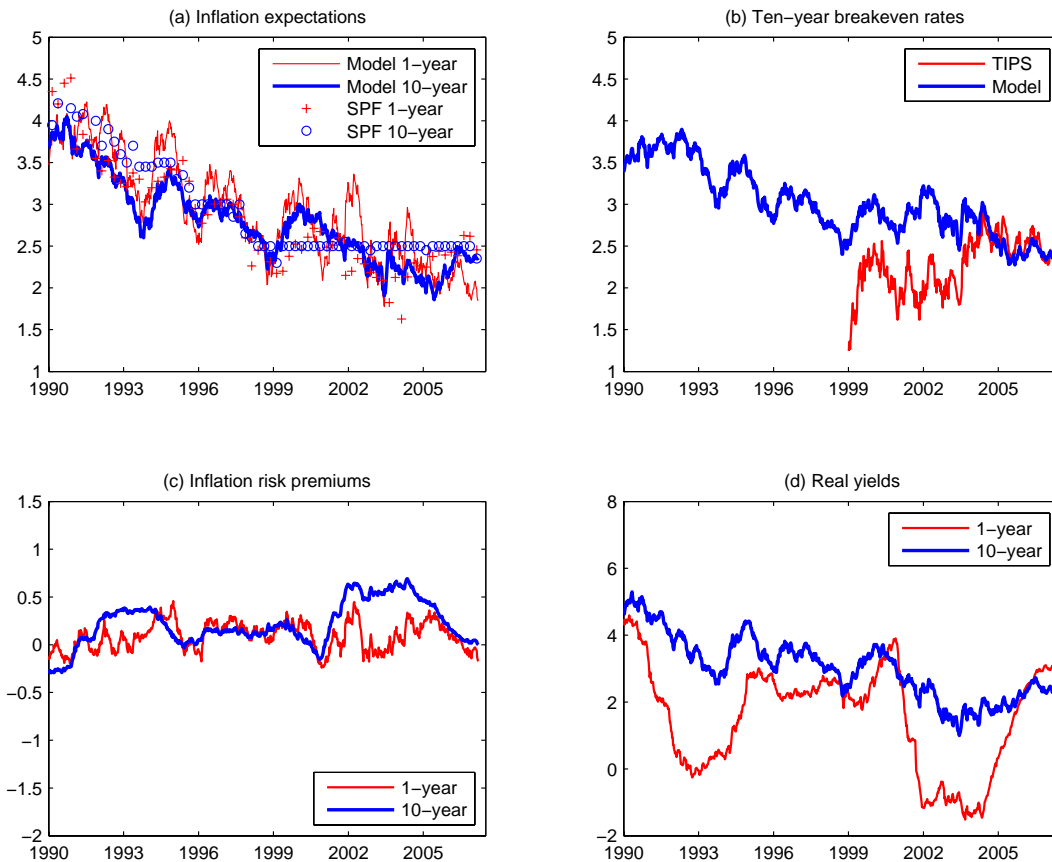 (a) Inflation expectations
5
4.5
4
3.5
3
2.5
2
1.5
1
1990 1993 1996 1999 2002 2005
Model 1−year
Model 10−year
SPF 1−year
SPF 10−year
(b) Ten−year breakeven rates
5
4.5
4
3.5
3
2.5
2
1.5
1
1990 1993 1996 1999 2002 2005
TIPS
Model
(c) Inflation risk premiums
1.5
1
0.5
0
−0.5
−1
−1.5
−2
1990 1993 1996 1999 2002 2005
1−year
10−year
(d) Real yields
8
6
4
2
0
−2
1990 1993 1996 1999 2002 2005
1−year
10−year